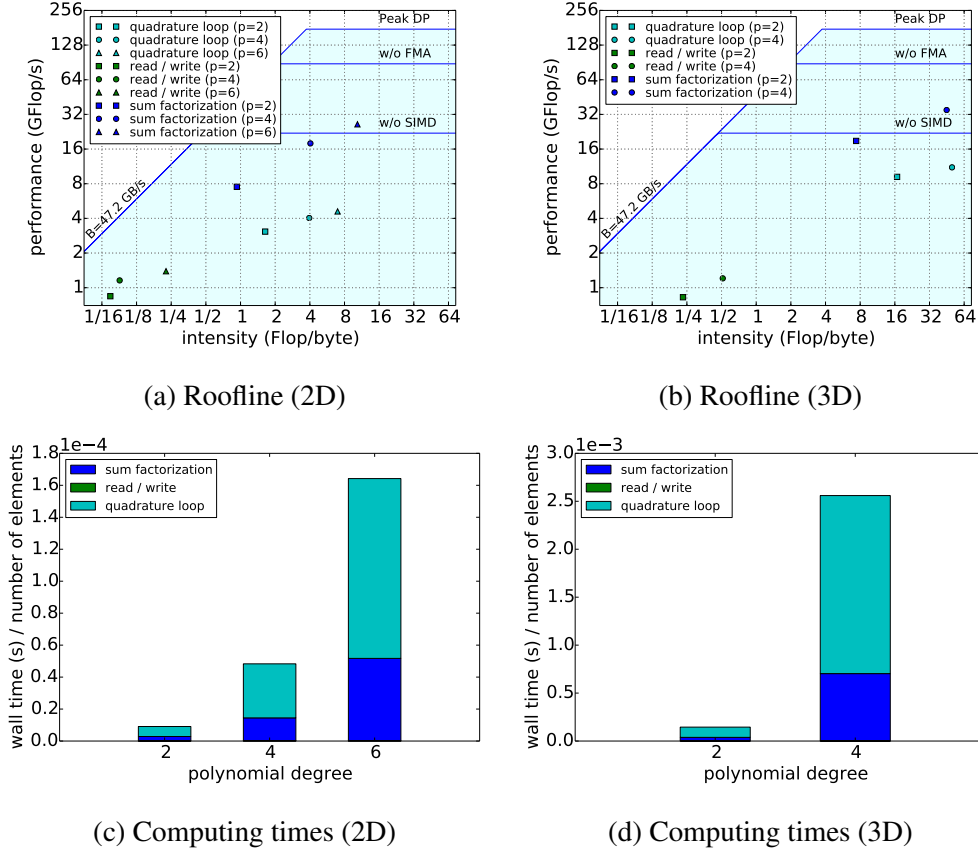 256
128
64
32
16
8
4
2
1
performance (GFlop/s)
quadrature loop (p=2)
quadrature loop (p=4)
quadrature loop (p=6)
read / write (p=2)
read / write (p=4)
read / write (p=6)
sum factorization (p=2)
sum factorization (p=4)
sum factorization (p=6)
Peak DP
w/o FMA
w/o SIMD
B=47.2 GB/s
1/16 1/8 1/4 1/2 1 2 4 8 16 32 64
intensity (Flop/byte)
(a) Roofline (2D)
256
128
64
32
16
8
4
2
1
performance (GFlop/s)
quadrature loop (p=2)
quadrature loop (p=4)
read / write (p=2)
read / write (p=4)
sum factorization (p=2)
sum factorization (p=4)
Peak DP
w/o FMA
w/o SIMD
B=47.2 GB/s
1/16 1/8 1/4 1/2 1 2 4 8 16 32 64
intensity (Flop/byte)
(b) Roofline (3D)
1e−4
1.8
1.6
1.4
1.2
1.0
0.8
0.6
0.4
0.2
0.0
wall time (s) / number of elements
sum factorization
read / write
quadrature loop
2 4 6
polynomial degree
(c) Computing times (2D)
1e−3
3.0
2.5
2.0
1.5
1.0
0.5
0.0
wall time (s) / number of elements
sum factorization
read / write
quadrature loop
2 4
polynomial degree
(d) Computing times (3D)